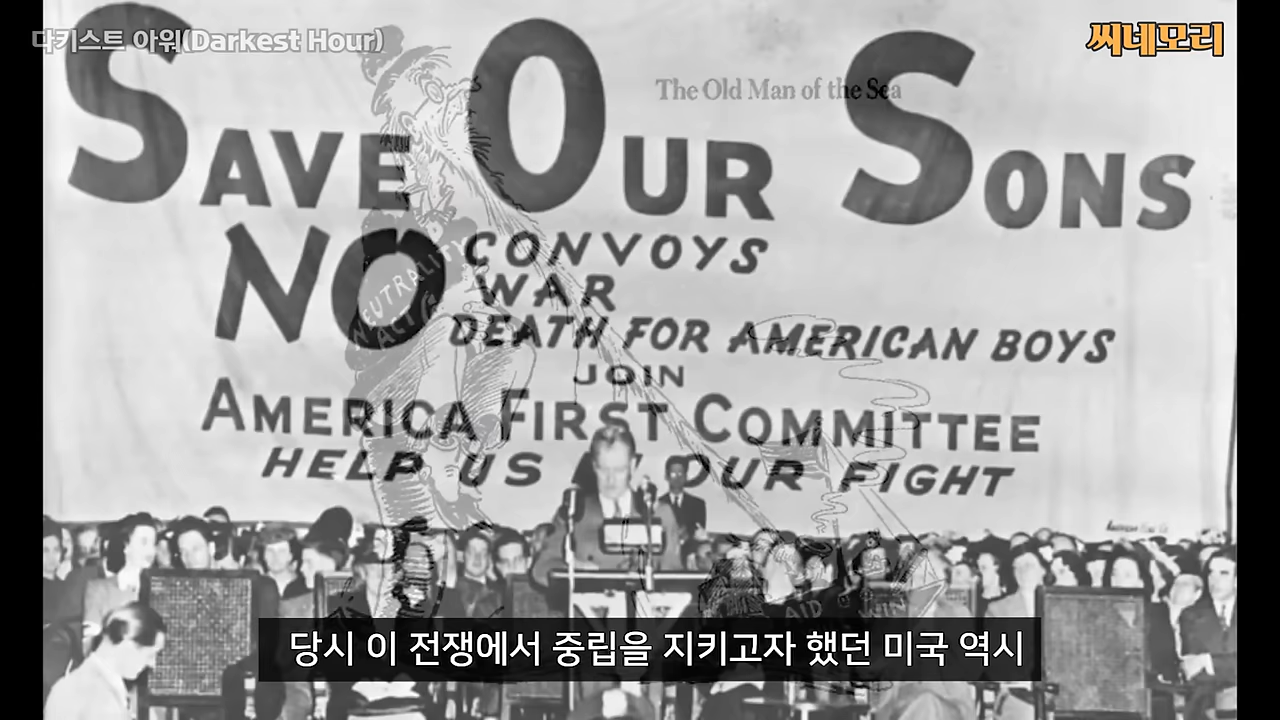 다키스트 아워(Darkest Hour)
씨네모리
The Old Man of the Sea
SAVE OUR SONS
NO CONVOYS
WAR
DEATH FOR AMERICAN BOYS
JOIN
AMERICA FIRST COMMITTEE
HELP US OUR FIGHT
NEUTRALITY
ACT
AID
WIN
당시 이 전쟁에서 중립을 지키고자 했던 미국 역시